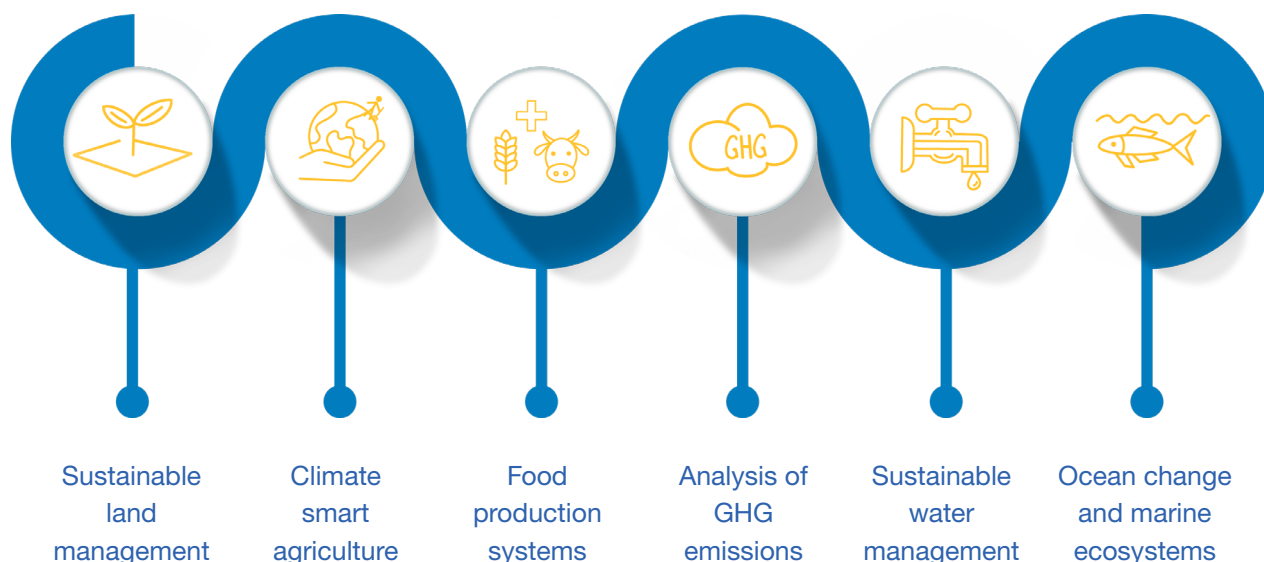 GHG
Sustainable
land
management
Climate
smart
agriculture
Food
production
systems
Analysis of
GHG
emissions
Sustainable
water
management
Ocean change
and marine
ecosystems